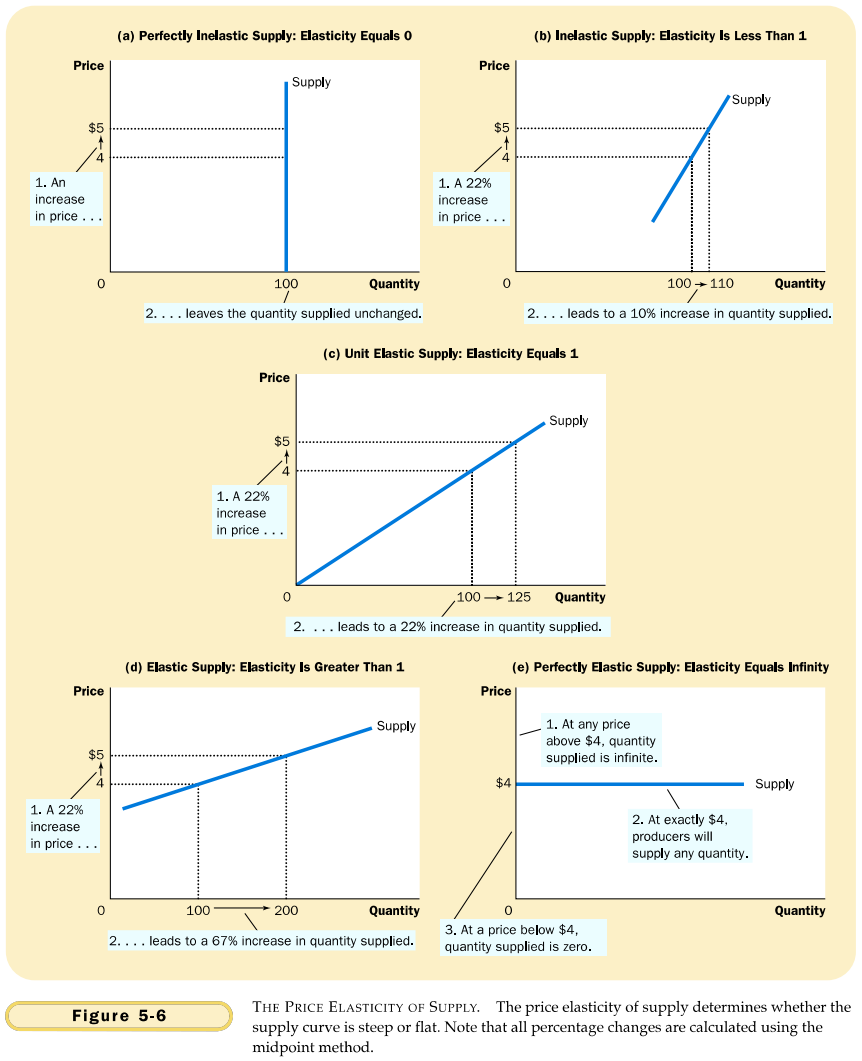 (a) Perfectly Inelastic Supply: Elasticity Equals 0
Price
Supply
$5
4
1. An
increase
in price . . .
0
100
Quantity
2. . . . leaves the quantity supplied unchanged.
(b) Inelastic Supply: Elasticity Is Less Than 1
Price
Supply
$5
4
1. A 22%
increase
in price . . .
0
100 → 110
Quantity
2. . . . leads to a 10% increase in quantity supplied.
(c) Unit Elastic Supply: Elasticity Equals 1
Price
Supply
$5
4
1. A 22%
increase
in price . . .
0
100 → 125
Quantity
2. . . . leads to a 22% increase in quantity supplied.
(d) Elastic Supply: Elasticity Is Greater Than 1
Price
Supply
$5
4
1. A 22%
increase
in price . . .
0
100 → 200
Quantity
2. . . . leads to a 67% increase in quantity supplied.
(e) Perfectly Elastic Supply: Elasticity Equals Infinity
Price
1. At any price
above $4, quantity
supplied is infinite.
$4
Supply
2. At exactly $4,
producers will
supply any quantity.
0
Quantity
3. At a price below $4,
quantity supplied is zero.
Figure 5-6
THE PRICE ELASTICITY OF SUPPLY. The price elasticity of supply determines whether the
supply curve is steep or flat. Note that all percentage changes are calculated using the
midpoint method.